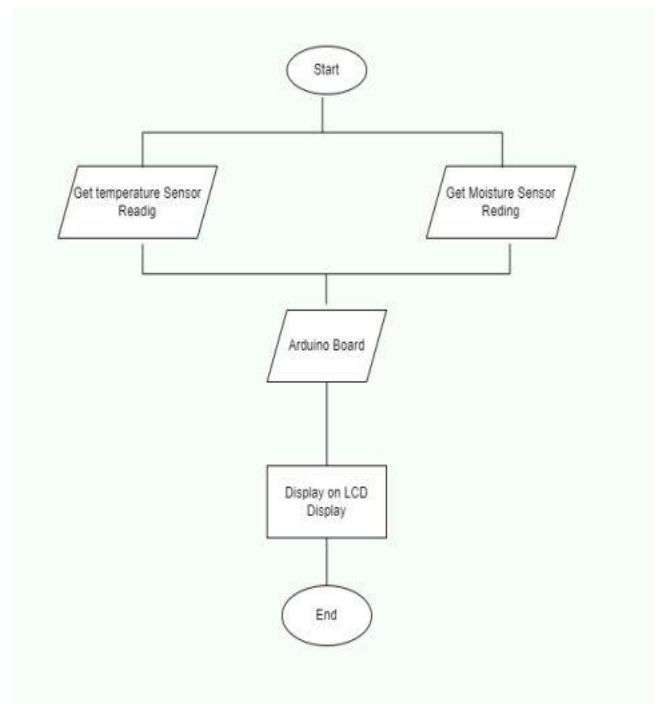 Start
Get temperature Sensor
Readig
Get Moisture Sensor
Reding
Arduino Board
Display on LCD
Display
End